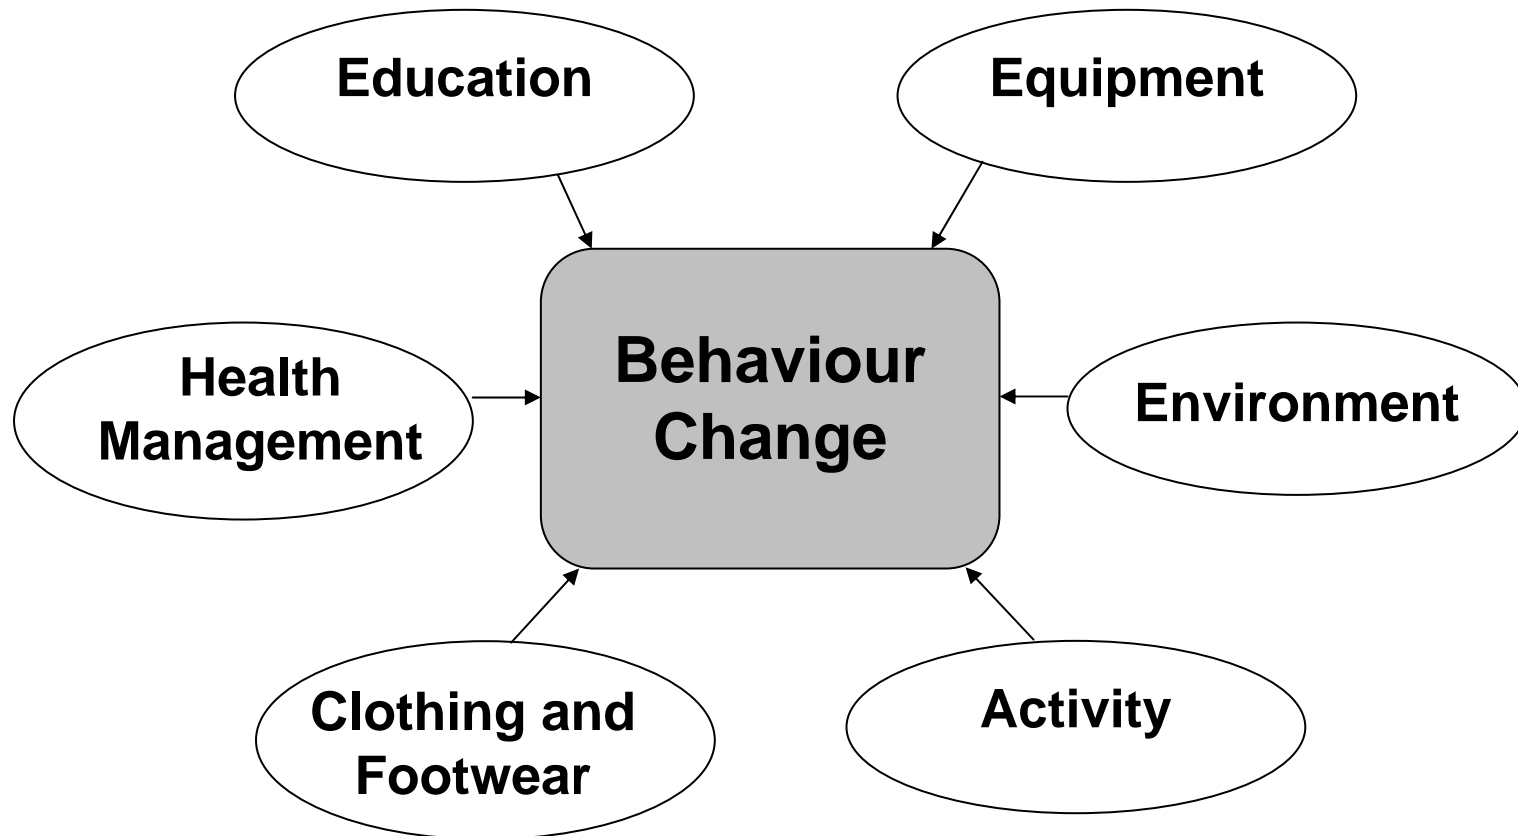 Education
Equipment
Health
Management
Behaviour
Change
Environment
Clothing and
Footwear
Activity